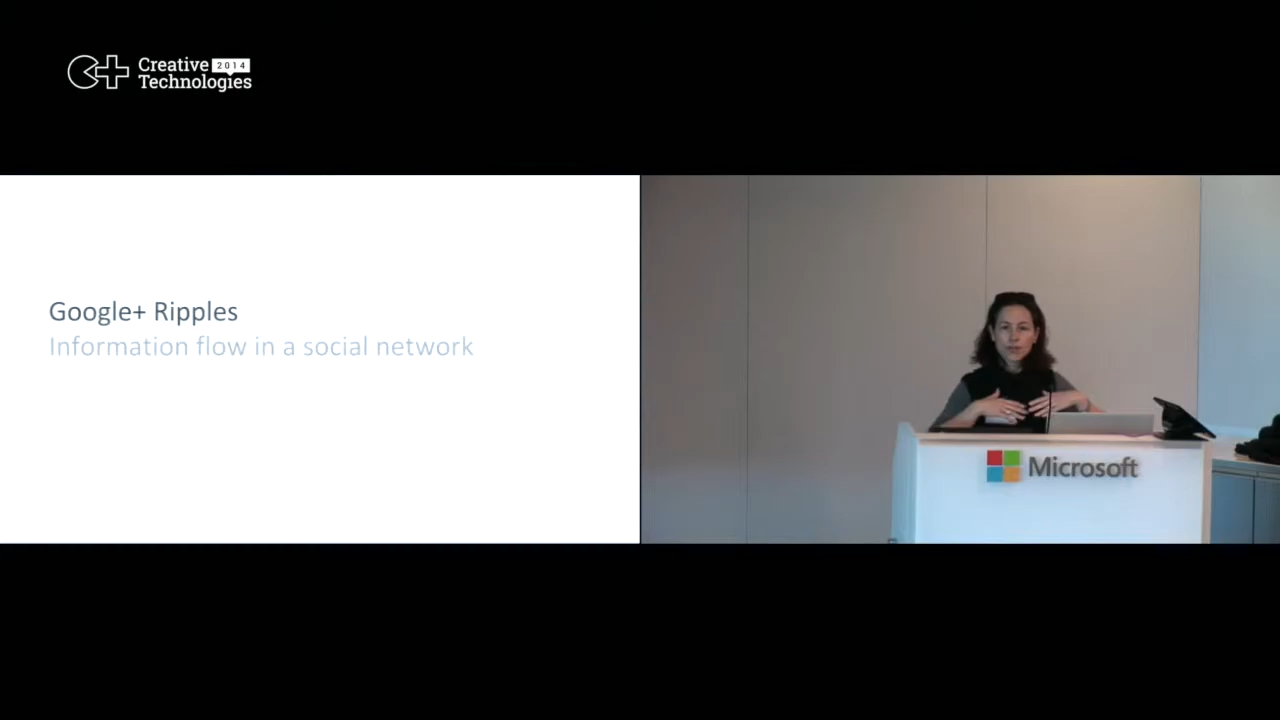 Creative 2014
Technologies
Google+ Ripples
Information flow in a social network
Microsoft